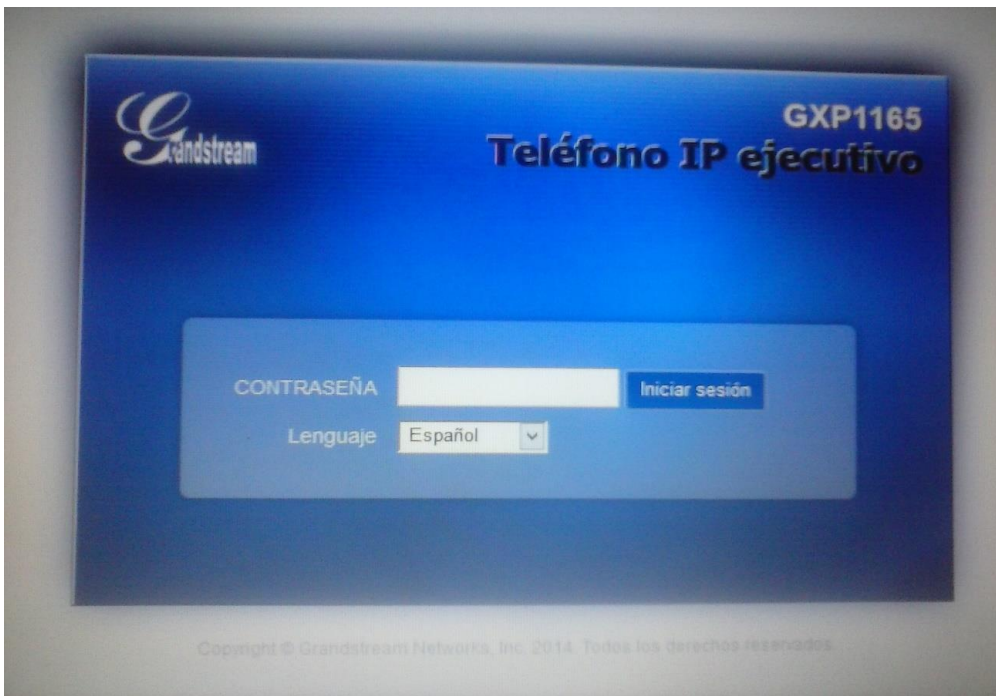 Grandstream
GXP1165
Teléfono IP ejecutivo
CONTRASEÑA
Iniciar sesión
Lenguaje
Español
Copyright © Grandstream Networks, Inc. 2014. Todos los derechos reservados.